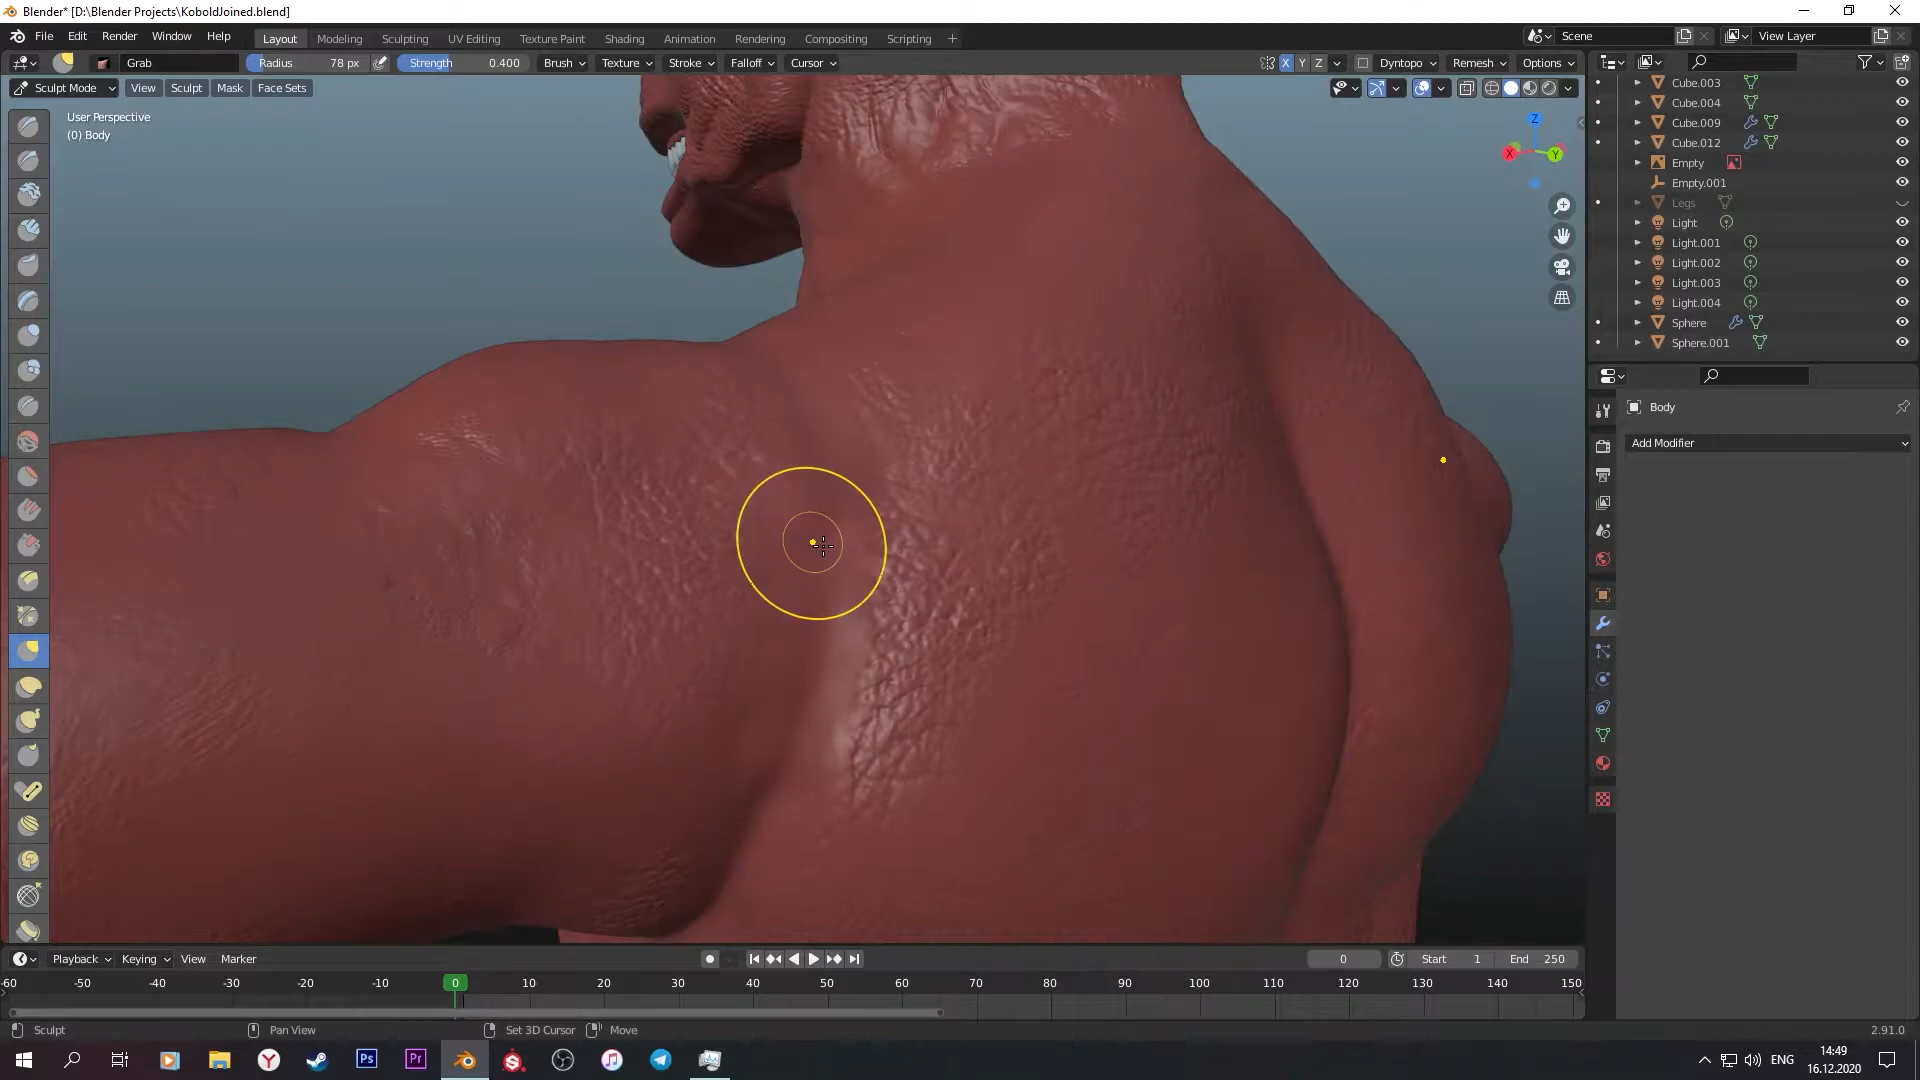 Blender* [D:\Blender Projects\KoboldJoined.blend]
File Edit Render Window Help Layout Modeling Sculpting UV Editing Texture Paint Shading Animation Rendering Compositing Scripting Scene View Layer
Grab Radius 78 px Strength 0.400 Brush Texture Stroke Falloff Cursor X Y Z Dyntopo Remesh Options
Sculpt Mode View Sculpt Mask Face Sets
User Perspective
(0) Body
Z
X Y
Cube.003
Cube.004
Cube.009
Cube.012
Empty
Empty.001
Legs
Light
Light.001
Light.002
Light.003
Light.004
Sphere
Sphere.001
Body
Add Modifier
Playback Keying View Marker 0 Start 1 End 250
-60 -50 -40 -30 -20 -10 0 10 20 30 40 50 60 70 80 90 100 110 120 130 140 150
Sculpt Pan View Set 3D Cursor Move 2.91.0
Ps Pr ENG 14:49
16.12.2020